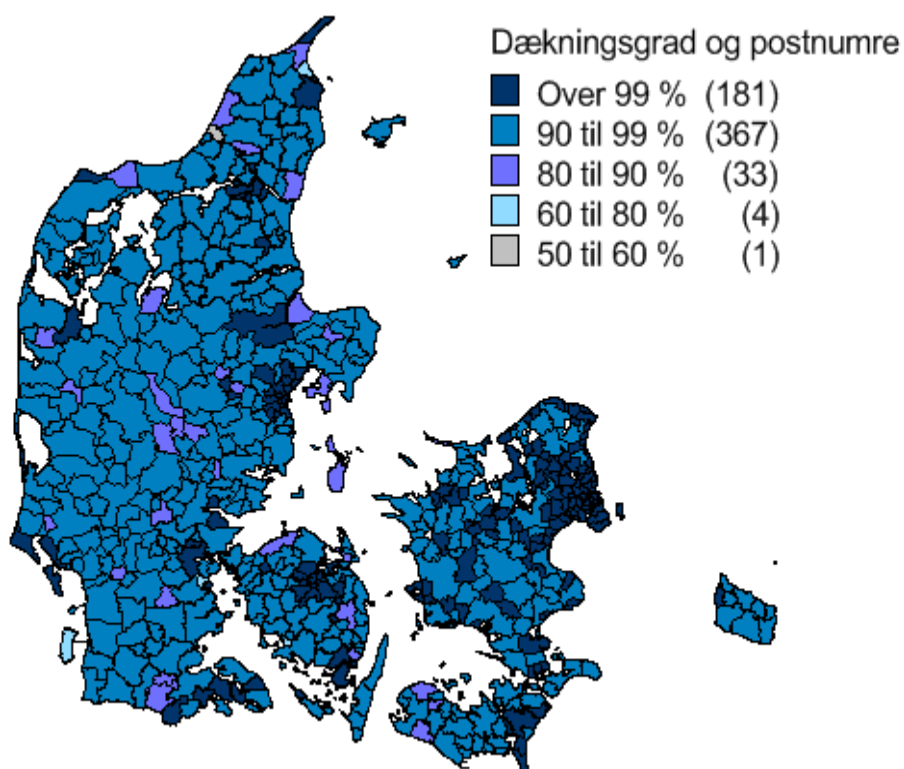 Dækningsgrad og postnumre
Over 99 % (181)
90 til 99 % (367)
80 til 90 % (33)
60 til 80 % (4)
50 til 60 % (1)